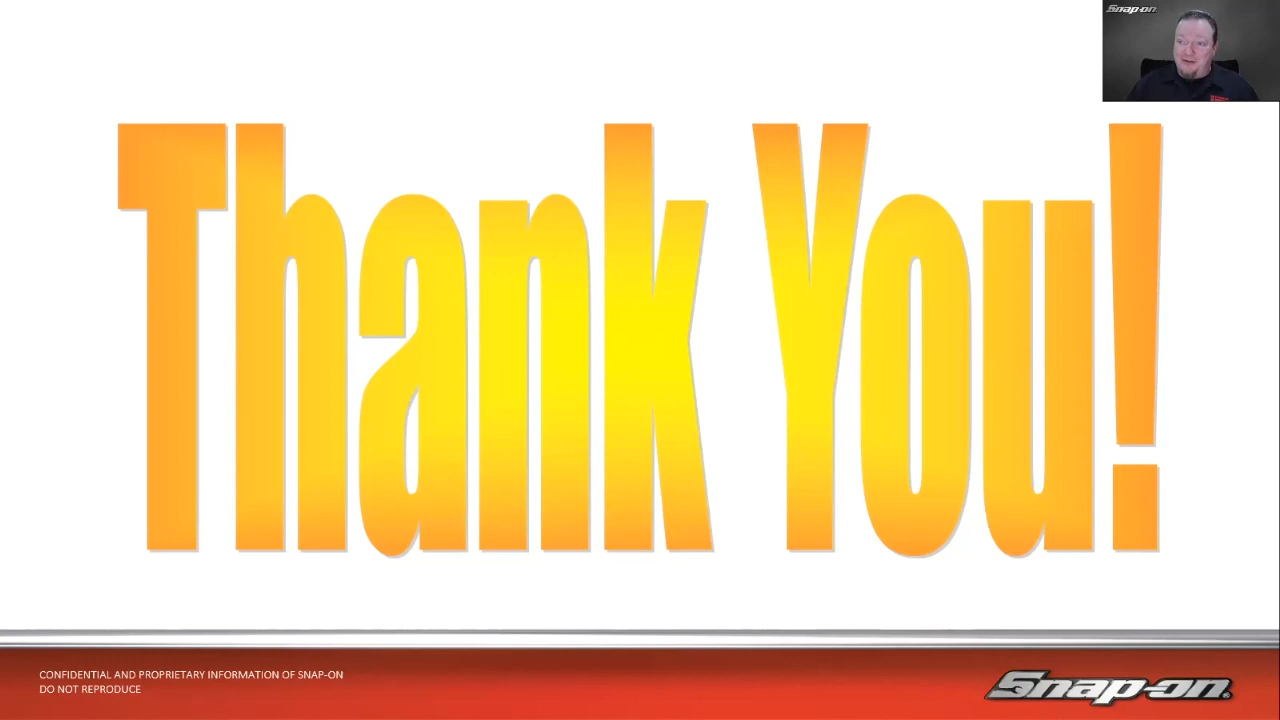 Snap-on
Thank You!
CONFIDENTIAL AND PROPRIETARY INFORMATION OF SNAP-ON
DO NOT REPRODUCE
Snap-on®